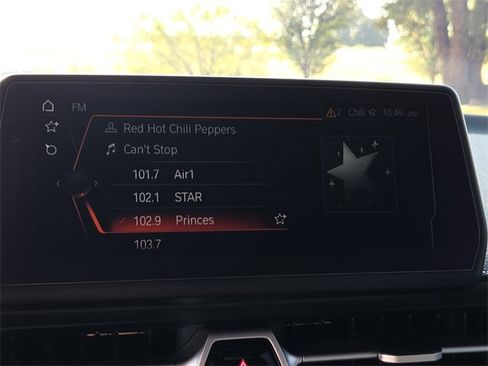 FM
2 Chili 10:49 am
Red Hot Chili Peppers
Can't Stop
101.7 Air1
102.1 STAR
102.9 Princes
103.7